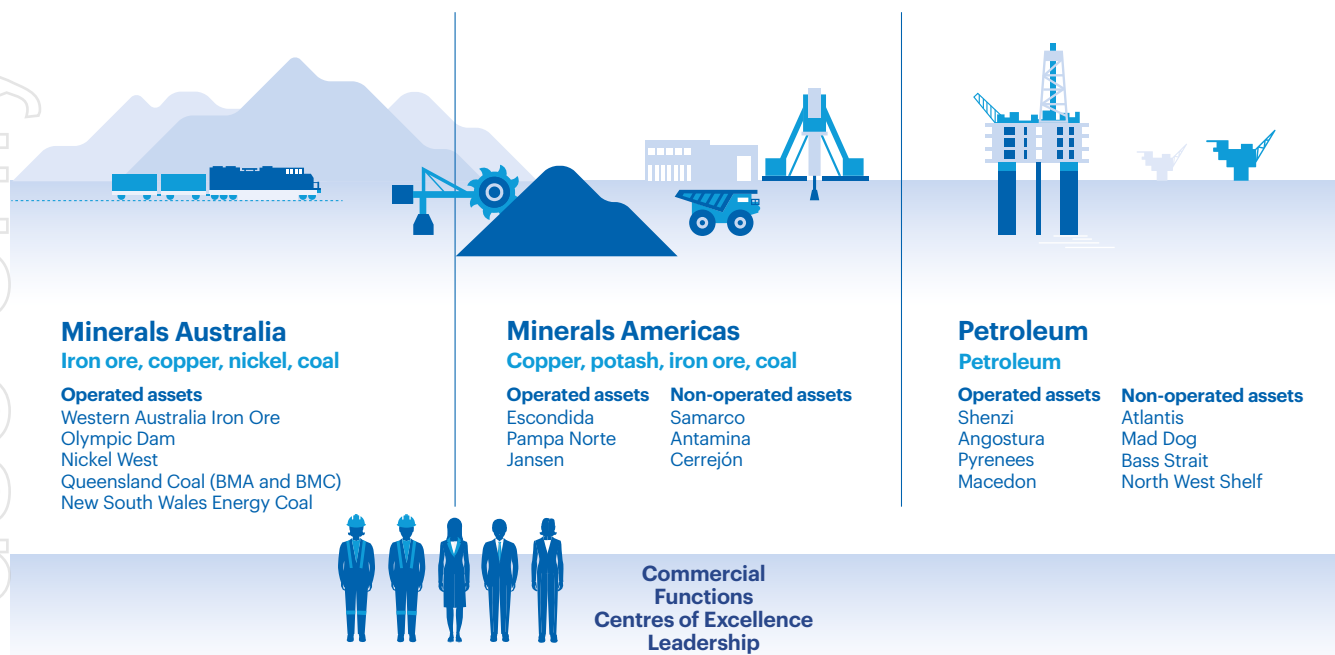 Minerals Australia
Iron ore, copper, nickel, coal
Operated assets
Western Australia Iron Ore
Olympic Dam
Nickel West
Queensland Coal (BMA and BMC)
New South Wales Energy Coal
Minerals Americas
Copper, potash, iron ore, coal
Operated assets
Escondida
Pampa Norte
Jansen
Non-operated assets
Samarco
Antamina
Cerrejón
Petroleum
Petroleum
Operated assets
Shenzi
Angostura
Pyrenees
Macedon
Non-operated assets
Atlantis
Mad Dog
Bass Strait
North West Shelf
Commercial
Functions
Centres of Excellence
Leadership